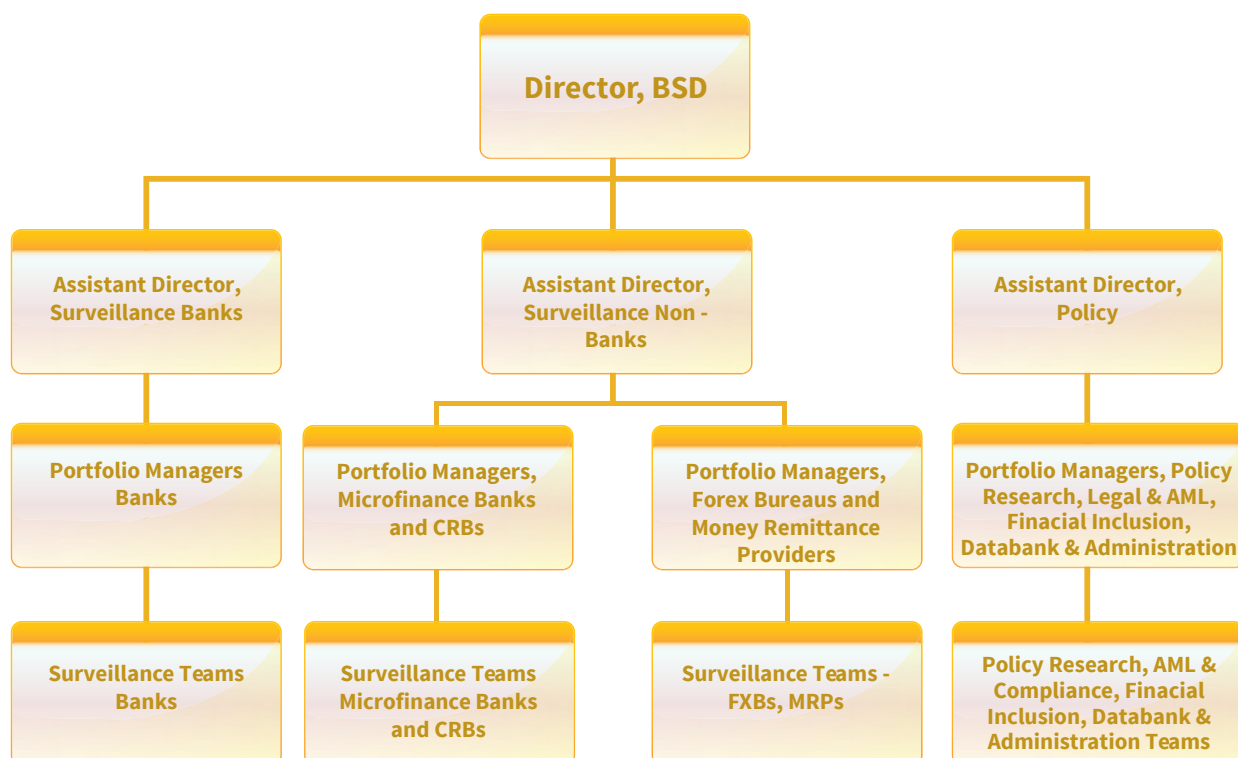 Director, BSD
Assistant Director,
Surveillance Banks
Assistant Director,
Surveillance Non -
Banks
Assistant Director,
Policy
Portfolio Managers
Banks
Portfolio Managers,
Microfinance Banks
and CRBs
Portfolio Managers,
Forex Bureaus and
Money Remittance
Providers
Portfolio Managers, Policy
Research, Legal & AML,
Finacial Inclusion,
Databank & Administration
Surveillance Teams
Banks
Surveillance Teams
Microfinance Banks
and CRBs
Surveillance Teams -
FXBs, MRPs
Policy Research, AML &
Compliance, Finacial
Inclusion, Databank &
Administration Teams